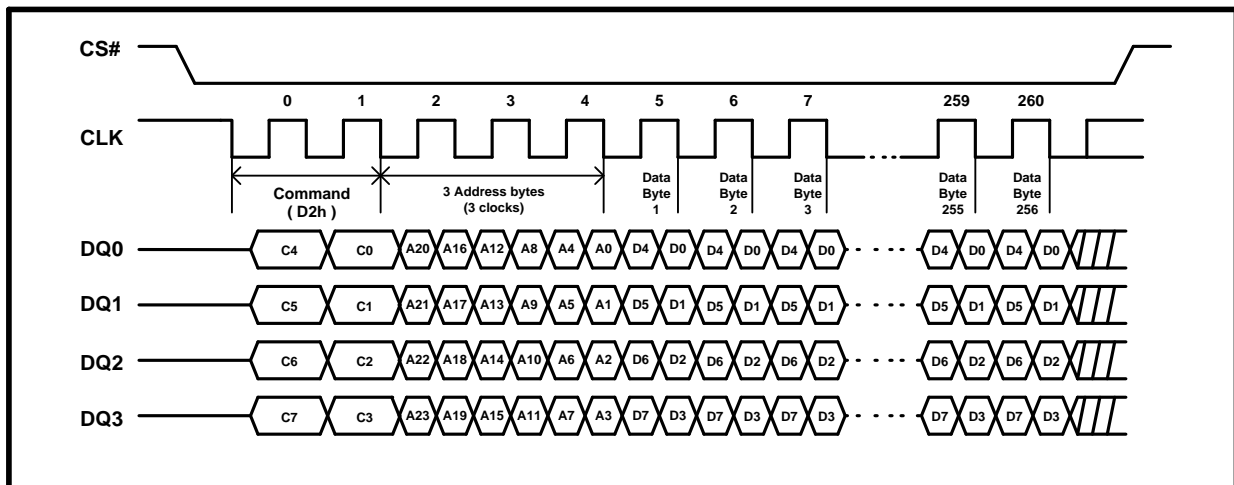 CS#
0 1 2 3 4 5 6 7 259 260
CLK
Command
( D2h )
3 Address bytes
(3 clocks)
Data
Byte
1
Data
Byte
2
Data
Byte
3
Data
Byte
255
Data
Byte
256
DQ0 C4 C0 A20 A16 A12 A8 A4 A0 D4 D0 D4 D0 D4 D0 D4 D0 D4 D0
DQ1 C5 C1 A21 A17 A13 A9 A5 A1 D5 D1 D5 D1 D5 D1 D5 D1 D5 D1
DQ2 C6 C2 A22 A18 A14 A10 A6 A2 D6 D2 D6 D2 D6 D2 D6 D2 D6 D2
DQ3 C7 C3 A23 A19 A15 A11 A7 A3 D7 D3 D7 D3 D7 D3 D7 D3 D7 D3